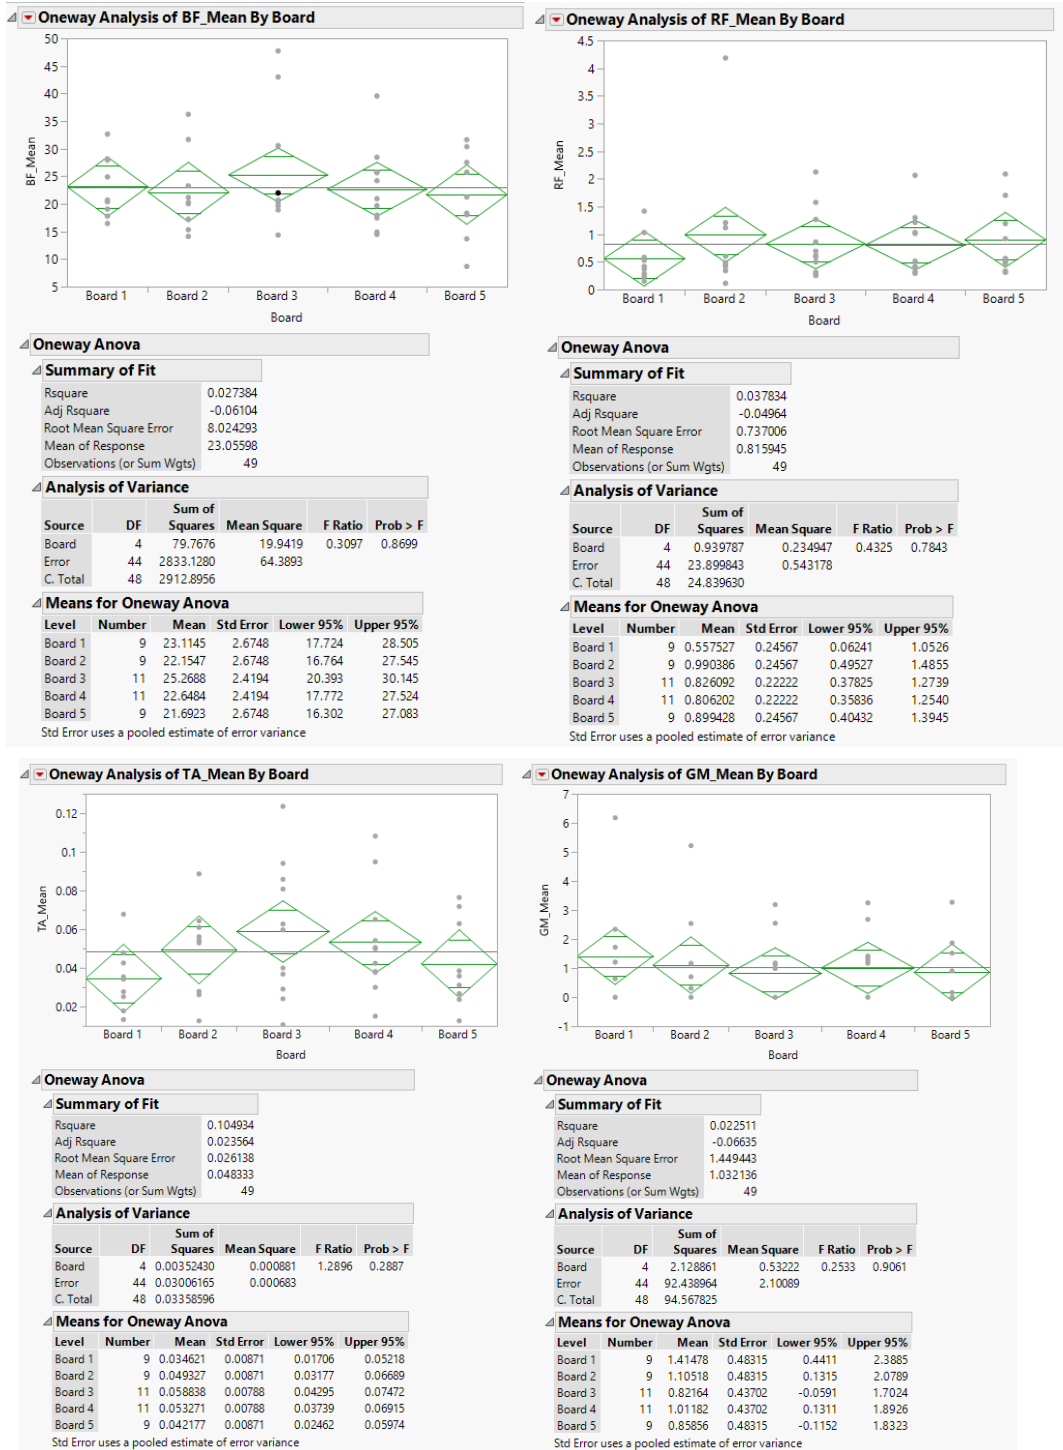 Oneway Analysis of BF_Mean By Board
50
45
40
35
30
25
20
15
10
5
BF_Mean
Board 1 Board 2 Board 3 Board 4 Board 5
Board
Oneway Anova
Summary of Fit
Rsquare 0.027384
Adj Rsquare -0.06104
Root Mean Square Error 8.024293
Mean of Response 23.05598
Observations (or Sum Wgts) 49
Analysis of Variance
Sum of
Source DF Squares Mean Square F Ratio Prob > F
Board 4 79.7676 19.9419 0.3097 0.8699
Error 44 2833.1280 64.3893
C. Total 48 2912.8956
Means for Oneway Anova
Level Number Mean Std Error Lower 95% Upper 95%
Board 1 9 23.1145 2.6748 17.724 28.505
Board 2 9 22.1547 2.6748 16.764 27.545
Board 3 11 25.2688 2.4194 20.393 30.145
Board 4 11 22.6484 2.4194 17.772 27.524
Board 5 9 21.6923 2.6748 16.302 27.083
Std Error uses a pooled estimate of error variance
Oneway Analysis of RF_Mean By Board
4.5
4
3.5
3
2.5
2
1.5
1
0.5
0
RF_Mean
Board 1 Board 2 Board 3 Board 4 Board 5
Board
Oneway Anova
Summary of Fit
Rsquare 0.037834
Adj Rsquare -0.04964
Root Mean Square Error 0.737006
Mean of Response 0.815945
Observations (or Sum Wgts) 49
Analysis of Variance
Sum of
Source DF Squares Mean Square F Ratio Prob > F
Board 4 0.939787 0.234947 0.4325 0.7843
Error 44 23.899843 0.543178
C. Total 48 24.839630
Means for Oneway Anova
Level Number Mean Std Error Lower 95% Upper 95%
Board 1 9 0.557527 0.24567 0.06241 1.0526
Board 2 9 0.990386 0.24567 0.49527 1.4855
Board 3 11 0.826092 0.22222 0.37825 1.2739
Board 4 11 0.806202 0.22222 0.35836 1.2540
Board 5 9 0.899428 0.24567 0.40432 1.3945
Std Error uses a pooled estimate of error variance
Oneway Analysis of TA_Mean By Board
0.12
0.1
0.08
0.06
0.04
0.02
TA_Mean
Board 1 Board 2 Board 3 Board 4 Board 5
Board
Oneway Anova
Summary of Fit
Rsquare 0.104934
Adj Rsquare 0.023564
Root Mean Square Error 0.026138
Mean of Response 0.048333
Observations (or Sum Wgts) 49
Analysis of Variance
Sum of
Source DF Squares Mean Square F Ratio Prob > F
Board 4 0.00352430 0.000881 1.2896 0.2887
Error 44 0.03006165 0.000683
C. Total 48 0.03358596
Means for Oneway Anova
Level Number Mean Std Error Lower 95% Upper 95%
Board 1 9 0.034621 0.00871 0.01706 0.05218
Board 2 9 0.049327 0.00871 0.03177 0.06689
Board 3 11 0.058838 0.00788 0.04295 0.07472
Board 4 11 0.053271 0.00788 0.03739 0.06915
Board 5 9 0.042177 0.00871 0.02462 0.05974
Std Error uses a pooled estimate of error variance
Oneway Analysis of GM_Mean By Board
7
6
5
4
3
2
1
0
-1
GM_Mean
Board 1 Board 2 Board 3 Board 4 Board 5
Board
Oneway Anova
Summary of Fit
Rsquare 0.022511
Adj Rsquare -0.06635
Root Mean Square Error 1.449443
Mean of Response 1.032136
Observations (or Sum Wgts) 49
Analysis of Variance
Sum of
Source DF Squares Mean Square F Ratio Prob > F
Board 4 2.128861 0.53222 0.2533 0.9061
Error 44 92.438964 2.10089
C. Total 48 94.567825
Means for Oneway Anova
Level Number Mean Std Error Lower 95% Upper 95%
Board 1 9 1.41478 0.48315 0.4411 2.3885
Board 2 9 1.10518 0.48315 0.1315 2.0789
Board 3 11 0.82164 0.43702 -0.0591 1.7024
Board 4 11 1.01182 0.43702 0.1311 1.8926
Board 5 9 0.85856 0.48315 -0.1152 1.8323
Std Error uses a pooled estimate of error variance